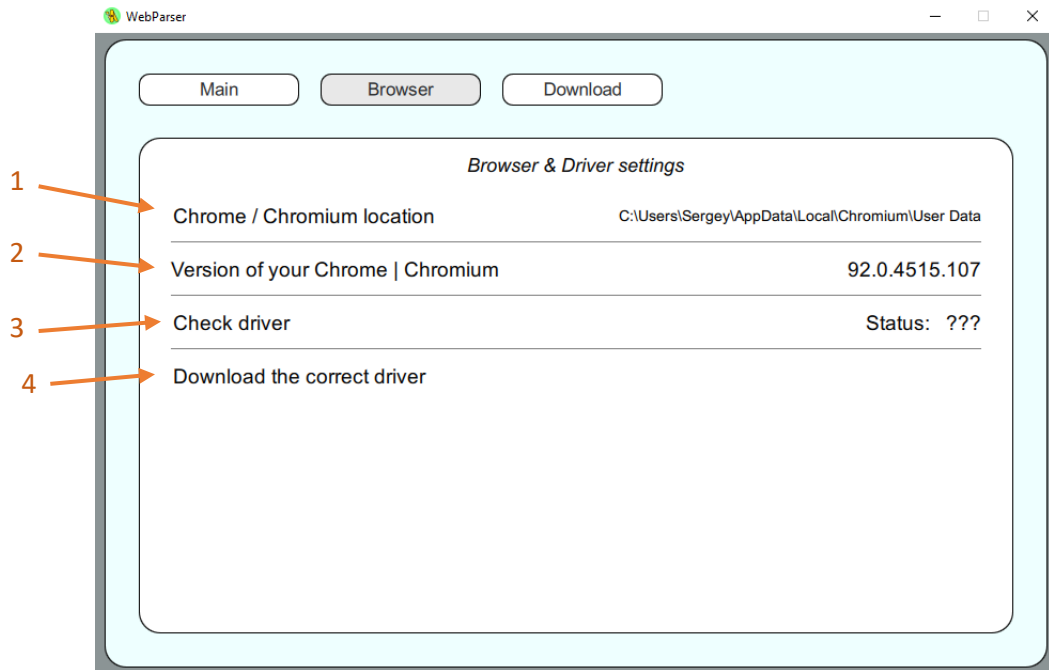 WebParser
Main Browser Download
Browser & Driver settings
1
Chrome / Chromium location C:\Users\Sergey\AppData\Local\Chromium\User Data
2
Version of your Chrome | Chromium 92.0.4515.107
3
Check driver Status: ???
4
Download the correct driver